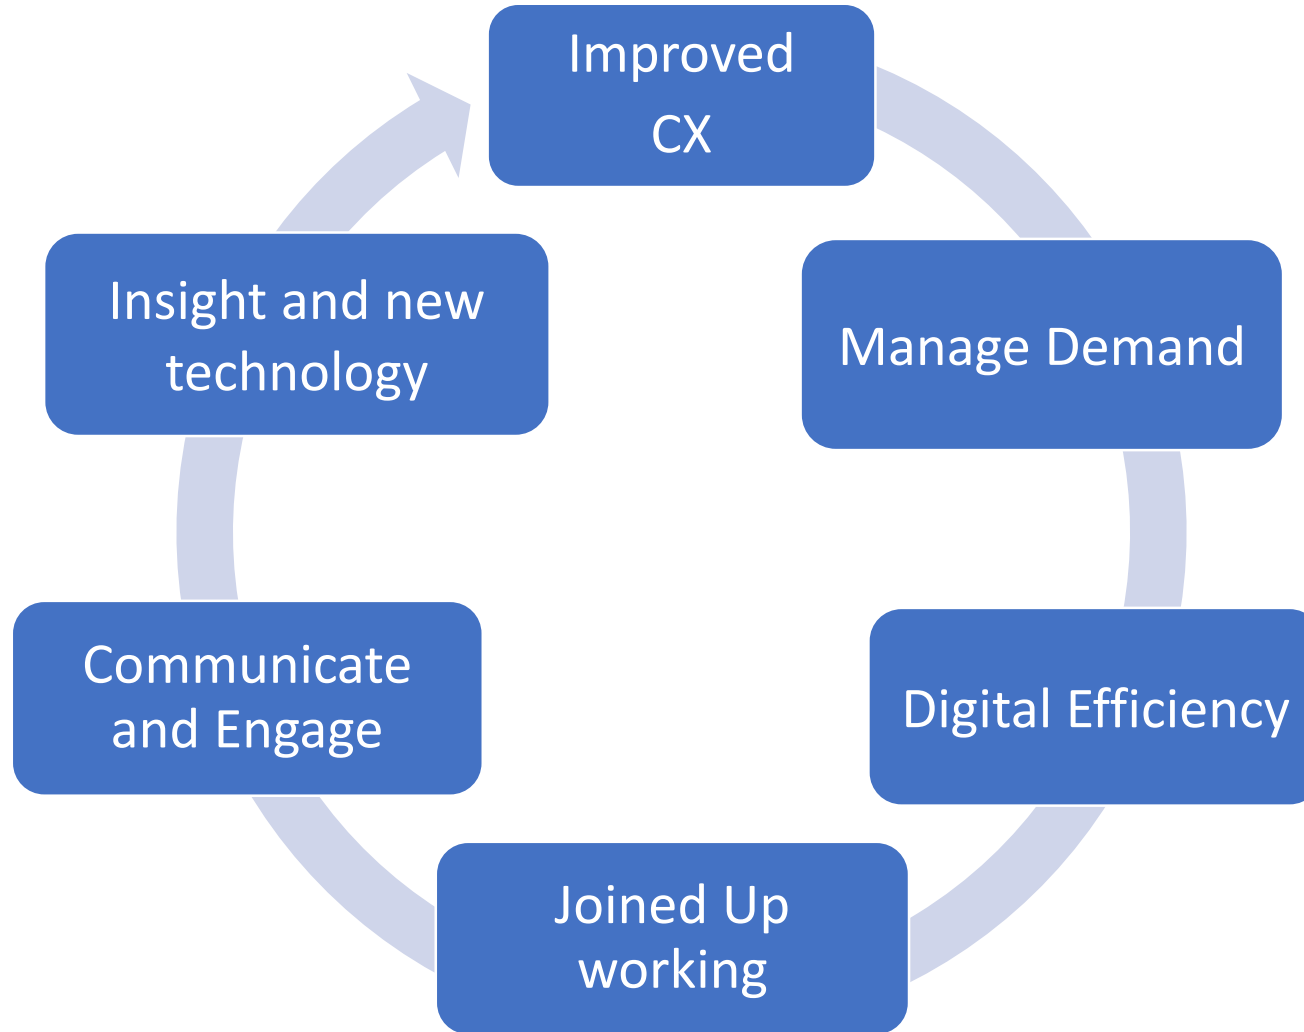 Improved
CX
Manage Demand
Digital Efficiency
Joined Up
working
Communicate
and Engage
Insight and new
technology